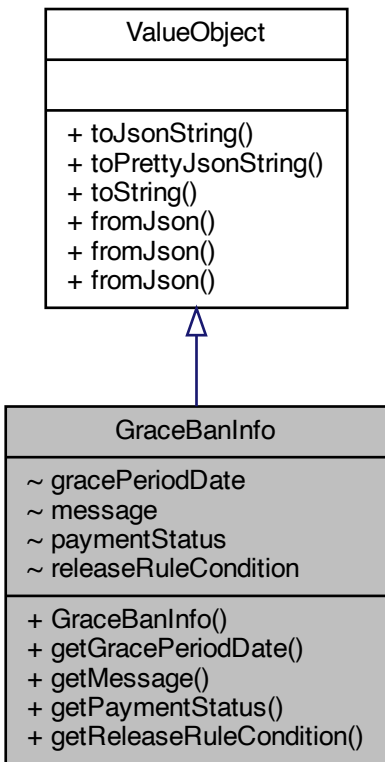 ValueObject
+ toJsonString()
+ toPrettyJsonString()
+ toString()
+ fromJson()
+ fromJson()
+ fromJson()
GraceBanInfo
~ gracePeriodDate
~ message
~ paymentStatus
~ releaseRuleCondition
+ GraceBanInfo()
+ getGracePeriodDate()
+ getMessage()
+ getPaymentStatus()
+ getReleaseRuleCondition()